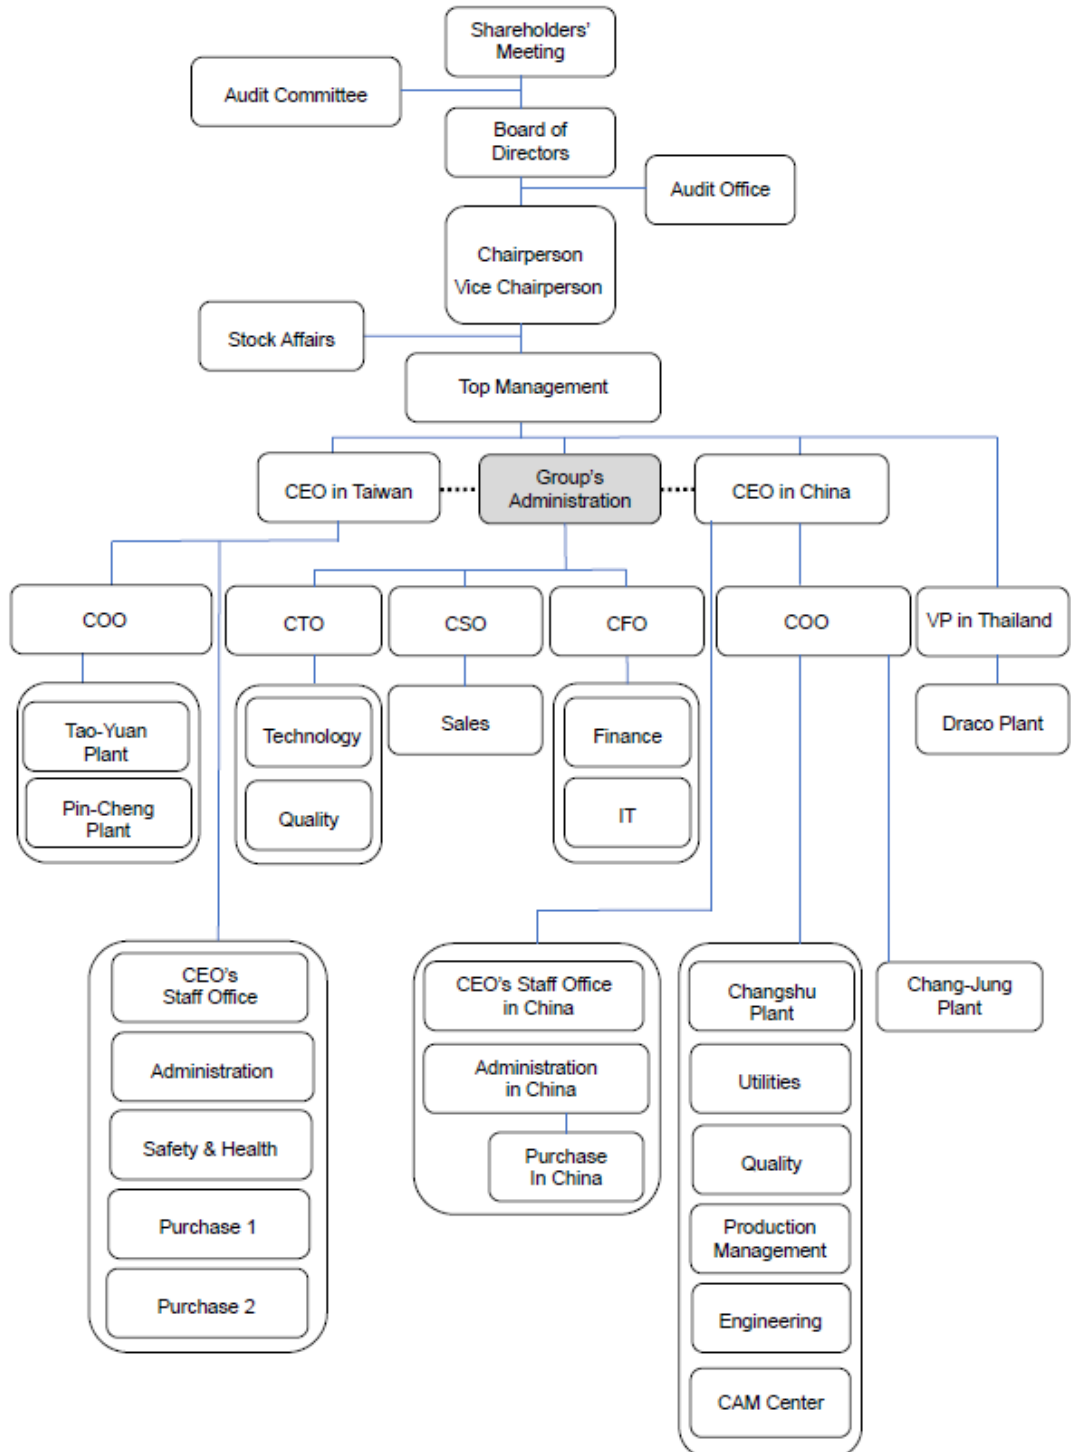 Shareholders'
Meeting
Audit Committee
Board of
Directors
Audit Office
Chairperson
Vice Chairperson
Stock Affairs
Top Management
CEO in Taiwan
Group's
Administration
CEO in China
COO
CTO
CSO
CFO
COO
VP in Thailand
Tao-Yuan
Plant
Pin-Cheng
Plant
Technology
Quality
Sales
Finance
IT
Draco Plant
CEO's
Staff Office
Administration
Safety & Health
Purchase 1
Purchase 2
CEO's Staff Office
in China
Administration
in China
Purchase
In China
Changshu
Plant
Utilities
Quality
Production
Management
Engineering
CAM Center
Chang-Jung
Plant